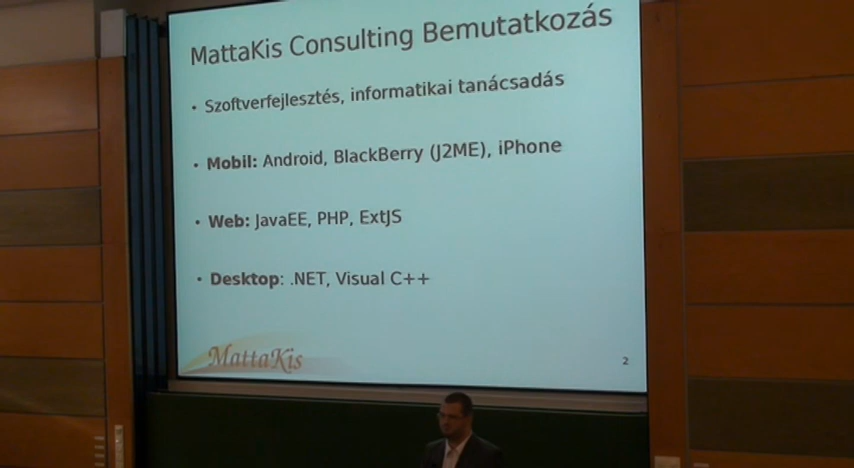 MattaKis Consulting Bemutatkozás
• Szoftverfejlesztés, informatikai tanácsadás
• Mobil: Android, BlackBerry (J2ME), iPhone
• Web: JavaEE, PHP, ExtJS
• Desktop: .NET, Visual C++
MattaKis
2